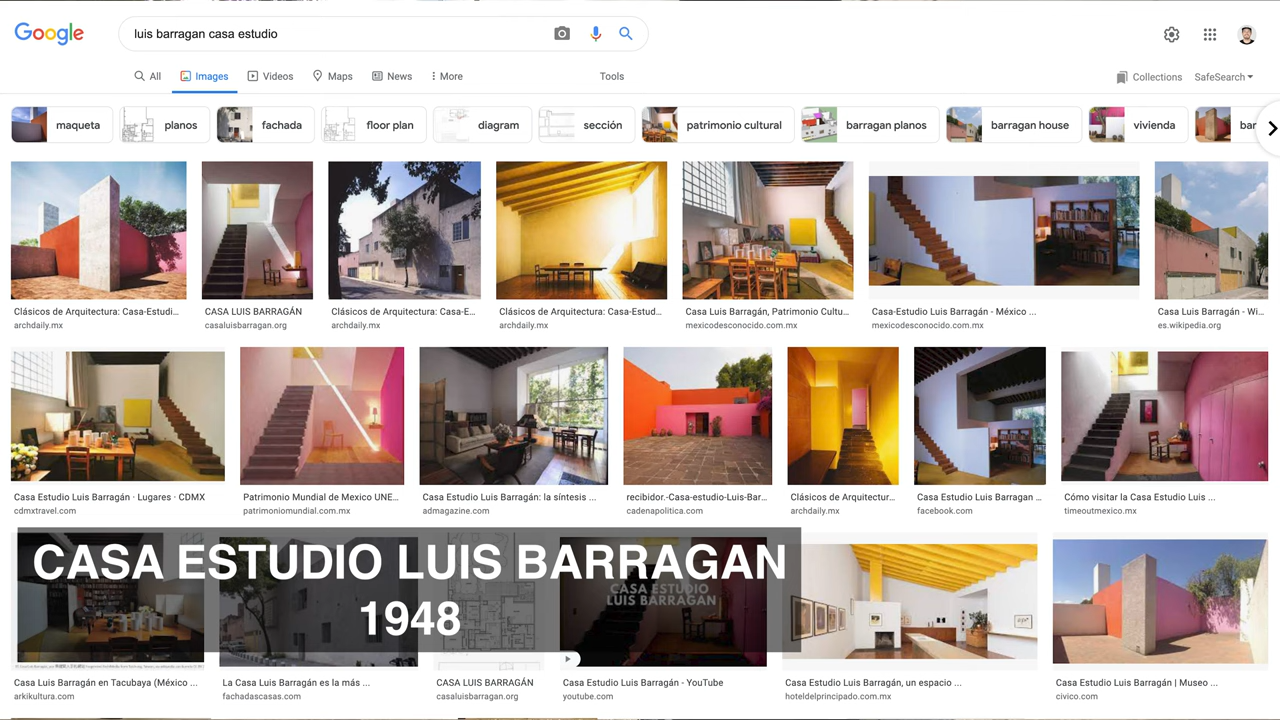 Google
luis barragan casa estudio
All
Images
Videos
Maps
News
More
Tools
Collections
SafeSearch
maqueta
planos
fachada
floor plan
diagram
sección
patrimonio cultural
barragan planos
barragan house
vivienda
bar
Clásicos de Arquitectura: Casa-Estudi...
archdaily.mx
CASA LUIS BARRAGÁN
casaluisbarragan.org
Clásicos de Arquitectura: Casa-E...
archdaily.mx
Clásicos de Arquitectura: Casa-Estud...
archdaily.mx
Casa Luis Barragán, Patrimonio Cultu...
mexicodesconocido.com.mx
Casa-Estudio Luis Barragán - México ...
mexicodesconocido.com.mx
Casa Luis Barragán - Wi...
es.wikipedia.org
Casa Estudio Luis Barragán · Lugares · CDMX
cdmxtravel.com
Patrimonio Mundial de Mexico UNE...
patrimoniomundial.com.mx
Casa Estudio Luis Barragán: la síntesis ...
admagazine.com
recibidor.-Casa-estudio-Luis-Bar...
cadenapolitica.com
Clásicos de Arquitectur...
archdaily.mx
Casa Estudio Luis Barragan ...
facebook.com
Cómo visitar la Casa Estudio Luis ...
timeoutmexico.mx
CASA ESTUDIO LUIS BARRAGAN
1948
CASA ESTUDIO
LUIS BARRAGAN
Casa Luis Barragán en Tacubaya (México ...
arkikultura.com
La Casa Luis Barragán es la más ...
fachadascasas.com
CASA LUIS BARRAGÁN
casaluisbarragan.org
Casa Estudio Luis Barragán - YouTube
youtube.com
Casa Estudio Luis Barragán, un espacio ...
hoteldelprincipado.com.mx
Casa Estudio Luis Barragán | Museo ...
civico.com